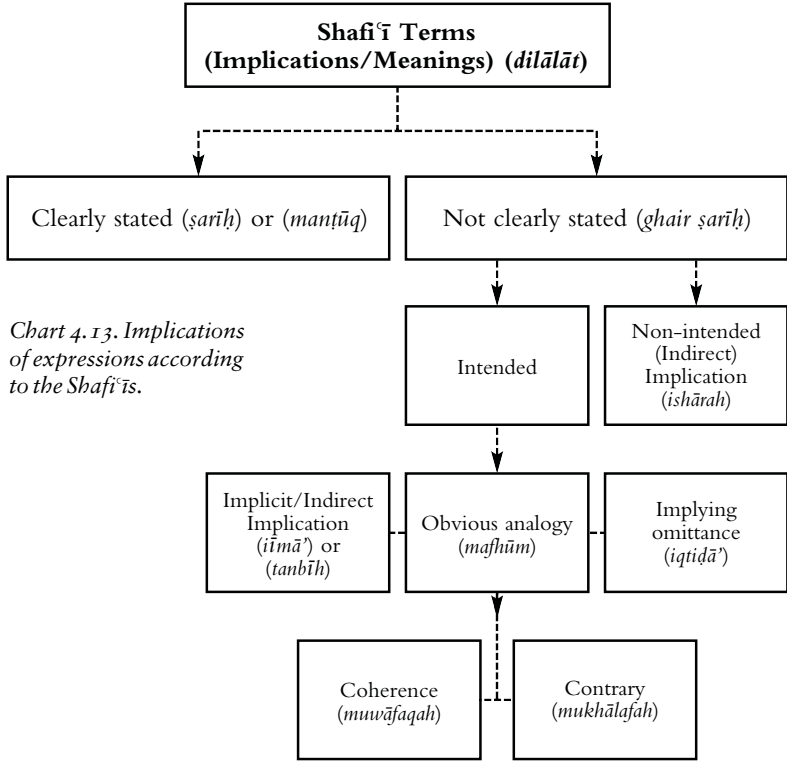 Shafiʿī Terms
(Implications/Meanings) (dilālāt)
Clearly stated (ṣarīḥ) or (manṭūq)
Not clearly stated (ghair ṣarīḥ)
Chart 4.13. Implications
of expressions according
to the Shafiʿīs.
Intended
Non-intended
(Indirect)
Implication
(ishārah)
Implicit/Indirect
Implication
(iīmā’) or
(tanbīh)
Obvious analogy
(mafhūm)
Implying
omittance
(iqtiḍā’)
Coherence
(muwāfaqah)
Contrary
(mukhālafah)